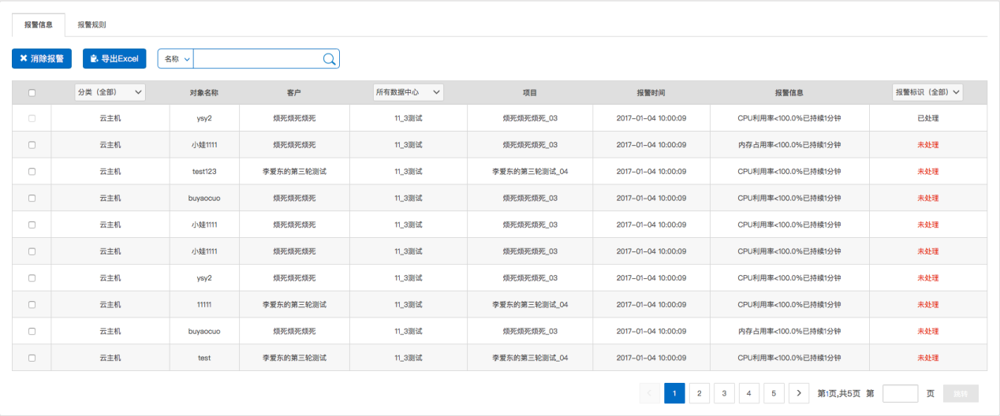 报警信息 报警规则
消除报警 导出Excel 名称
分类（全部） 对象名称 客户 所有数据中心 项目 报警时间 报警信息 报警标识（全部）
云主机 ysy2 烦死烦死烦死 11_3测试 烦死烦死烦死_03 2017-01-04 10:00:09 CPU利用率<100.0%已持续1分钟 已处理
云主机 小娃1111 烦死烦死烦死 11_3测试 烦死烦死烦死_03 2017-01-04 10:00:09 内存占用率<100.0%已持续1分钟 未处理
云主机 test123 李爱东的第三轮测试 11_3测试 李爱东的第三轮测试_04 2017-01-04 10:00:09 CPU利用率<100.0%已持续1分钟 未处理
云主机 buyaocuo 烦死烦死烦死 11_3测试 烦死烦死烦死_03 2017-01-04 10:00:09 CPU利用率<100.0%已持续1分钟 未处理
云主机 小娃1111 烦死烦死烦死 11_3测试 烦死烦死烦死_03 2017-01-04 10:00:09 CPU利用率<100.0%已持续1分钟 未处理
云主机 小娃1111 烦死烦死烦死 11_3测试 烦死烦死烦死_03 2017-01-04 10:00:09 CPU利用率<100.0%已持续1分钟 未处理
云主机 ysy2 烦死烦死烦死 11_3测试 烦死烦死烦死_03 2017-01-04 10:00:09 CPU利用率<100.0%已持续1分钟 未处理
云主机 11111 李爱东的第三轮测试 11_3测试 李爱东的第三轮测试_04 2017-01-04 10:00:09 CPU利用率<100.0%已持续1分钟 未处理
云主机 buyaocuo 烦死烦死烦死 11_3测试 烦死烦死烦死_03 2017-01-04 10:00:09 内存占用率<100.0%已持续1分钟 未处理
云主机 test 李爱东的第三轮测试 11_3测试 李爱东的第三轮测试_04 2017-01-04 10:00:09 CPU利用率<100.0%已持续1分钟 未处理
< 1 2 3 4 5 > 第1页,共5页 第 页 跳转